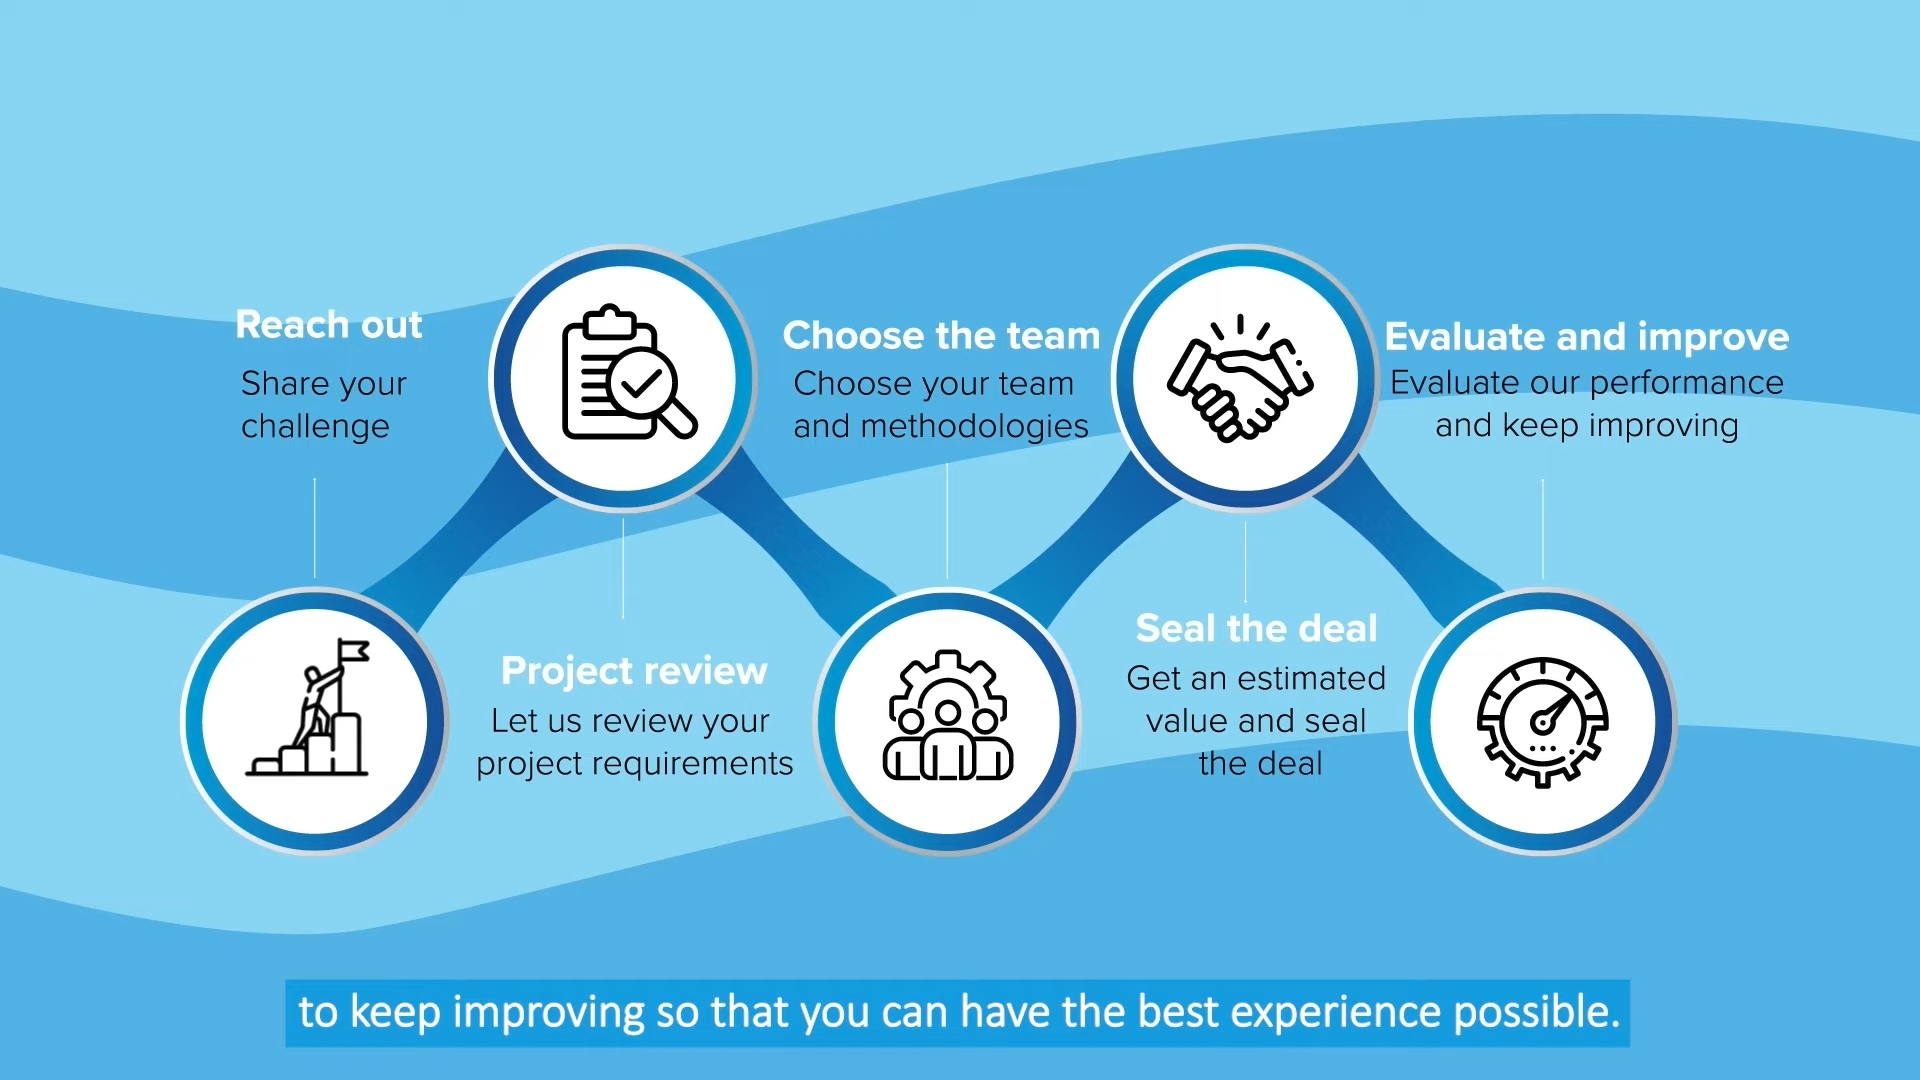 Reach out
Share your
challenge
Project review
Let us review your
project requirements
Choose the team
Choose your team
and methodologies
Seal the deal
Get an estimated
value and seal
the deal
Evaluate and improve
Evaluate our performance
and keep improving
to keep improving so that you can have the best experience possible.